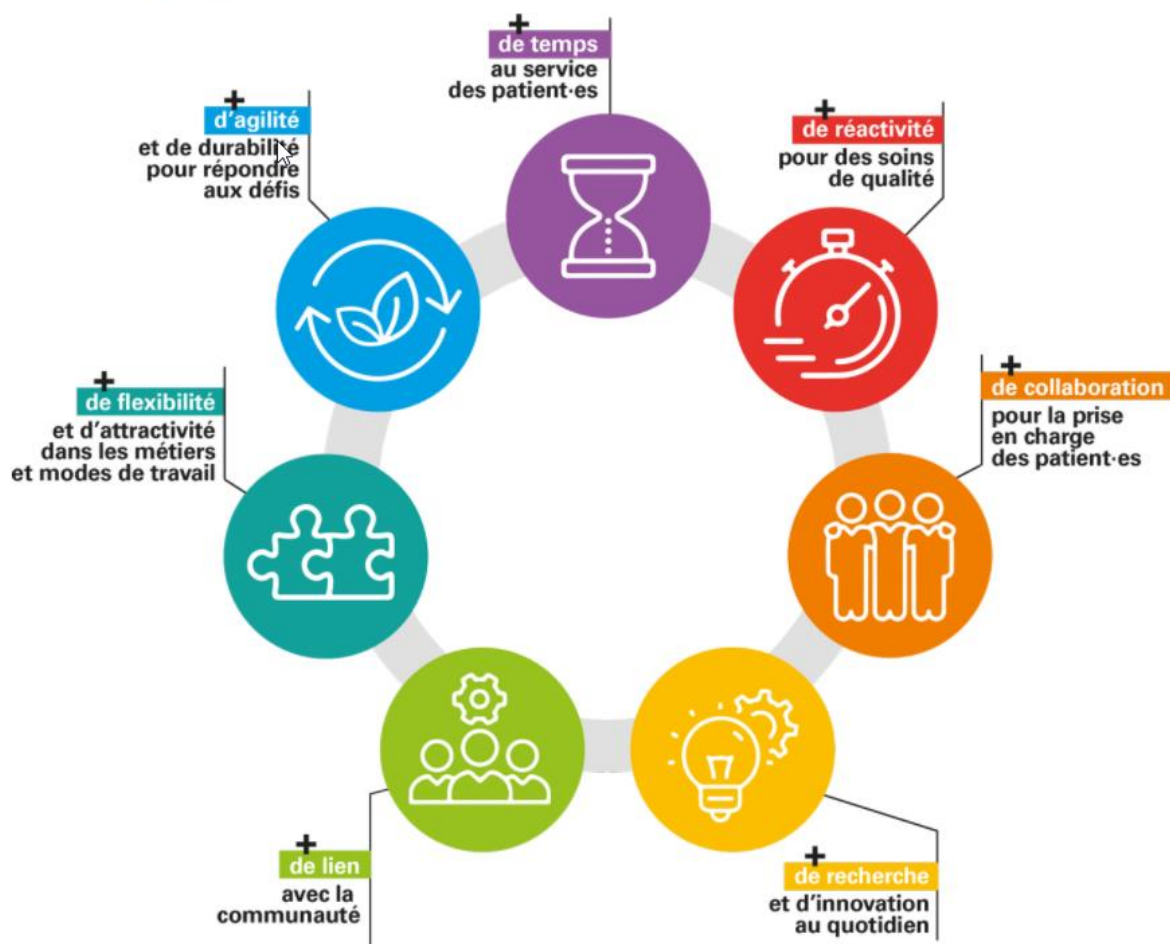 +
de temps
au service
des patient·es
+
de réactivité
pour des soins
de qualité
+
de collaboration
pour la prise
en charge
des patient·es
+
de recherche
et d'innovation
au quotidien
+
de lien
avec la
communauté
+
de flexibilité
et d'attractivité
dans les métiers
et modes de travail
+
d'agilité
et de durabilité
pour répondre
aux défis